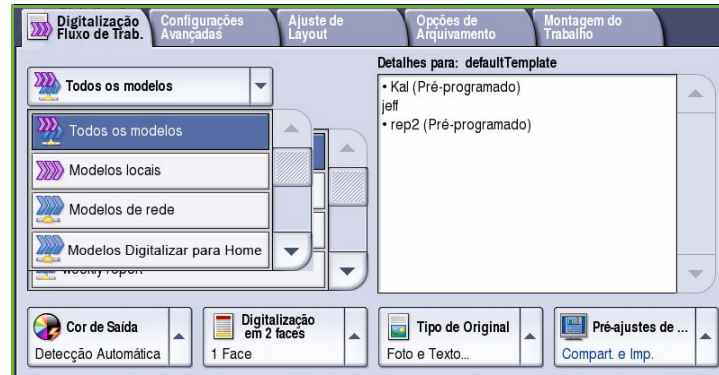 Digitalização
Fluxo de Trab.
Configurações
Avançadas
Ajuste de
Layout
Opções de
Arquivamento
Montagem do
Trabalho
Todos os modelos
Detalhes para: defaultTemplate
• Kal (Pré-programado)
jeff
• rep2 (Pré-programado)
Todos os modelos
Modelos locais
Modelos de rede
Modelos Digitalizar para Home
weekly report
Cor de Saída
Detecção Automática
Digitalização
em 2 faces
1 Face
Tipo de Original
Foto e Texto...
Pré-ajustes de ...
Compart. e Imp.